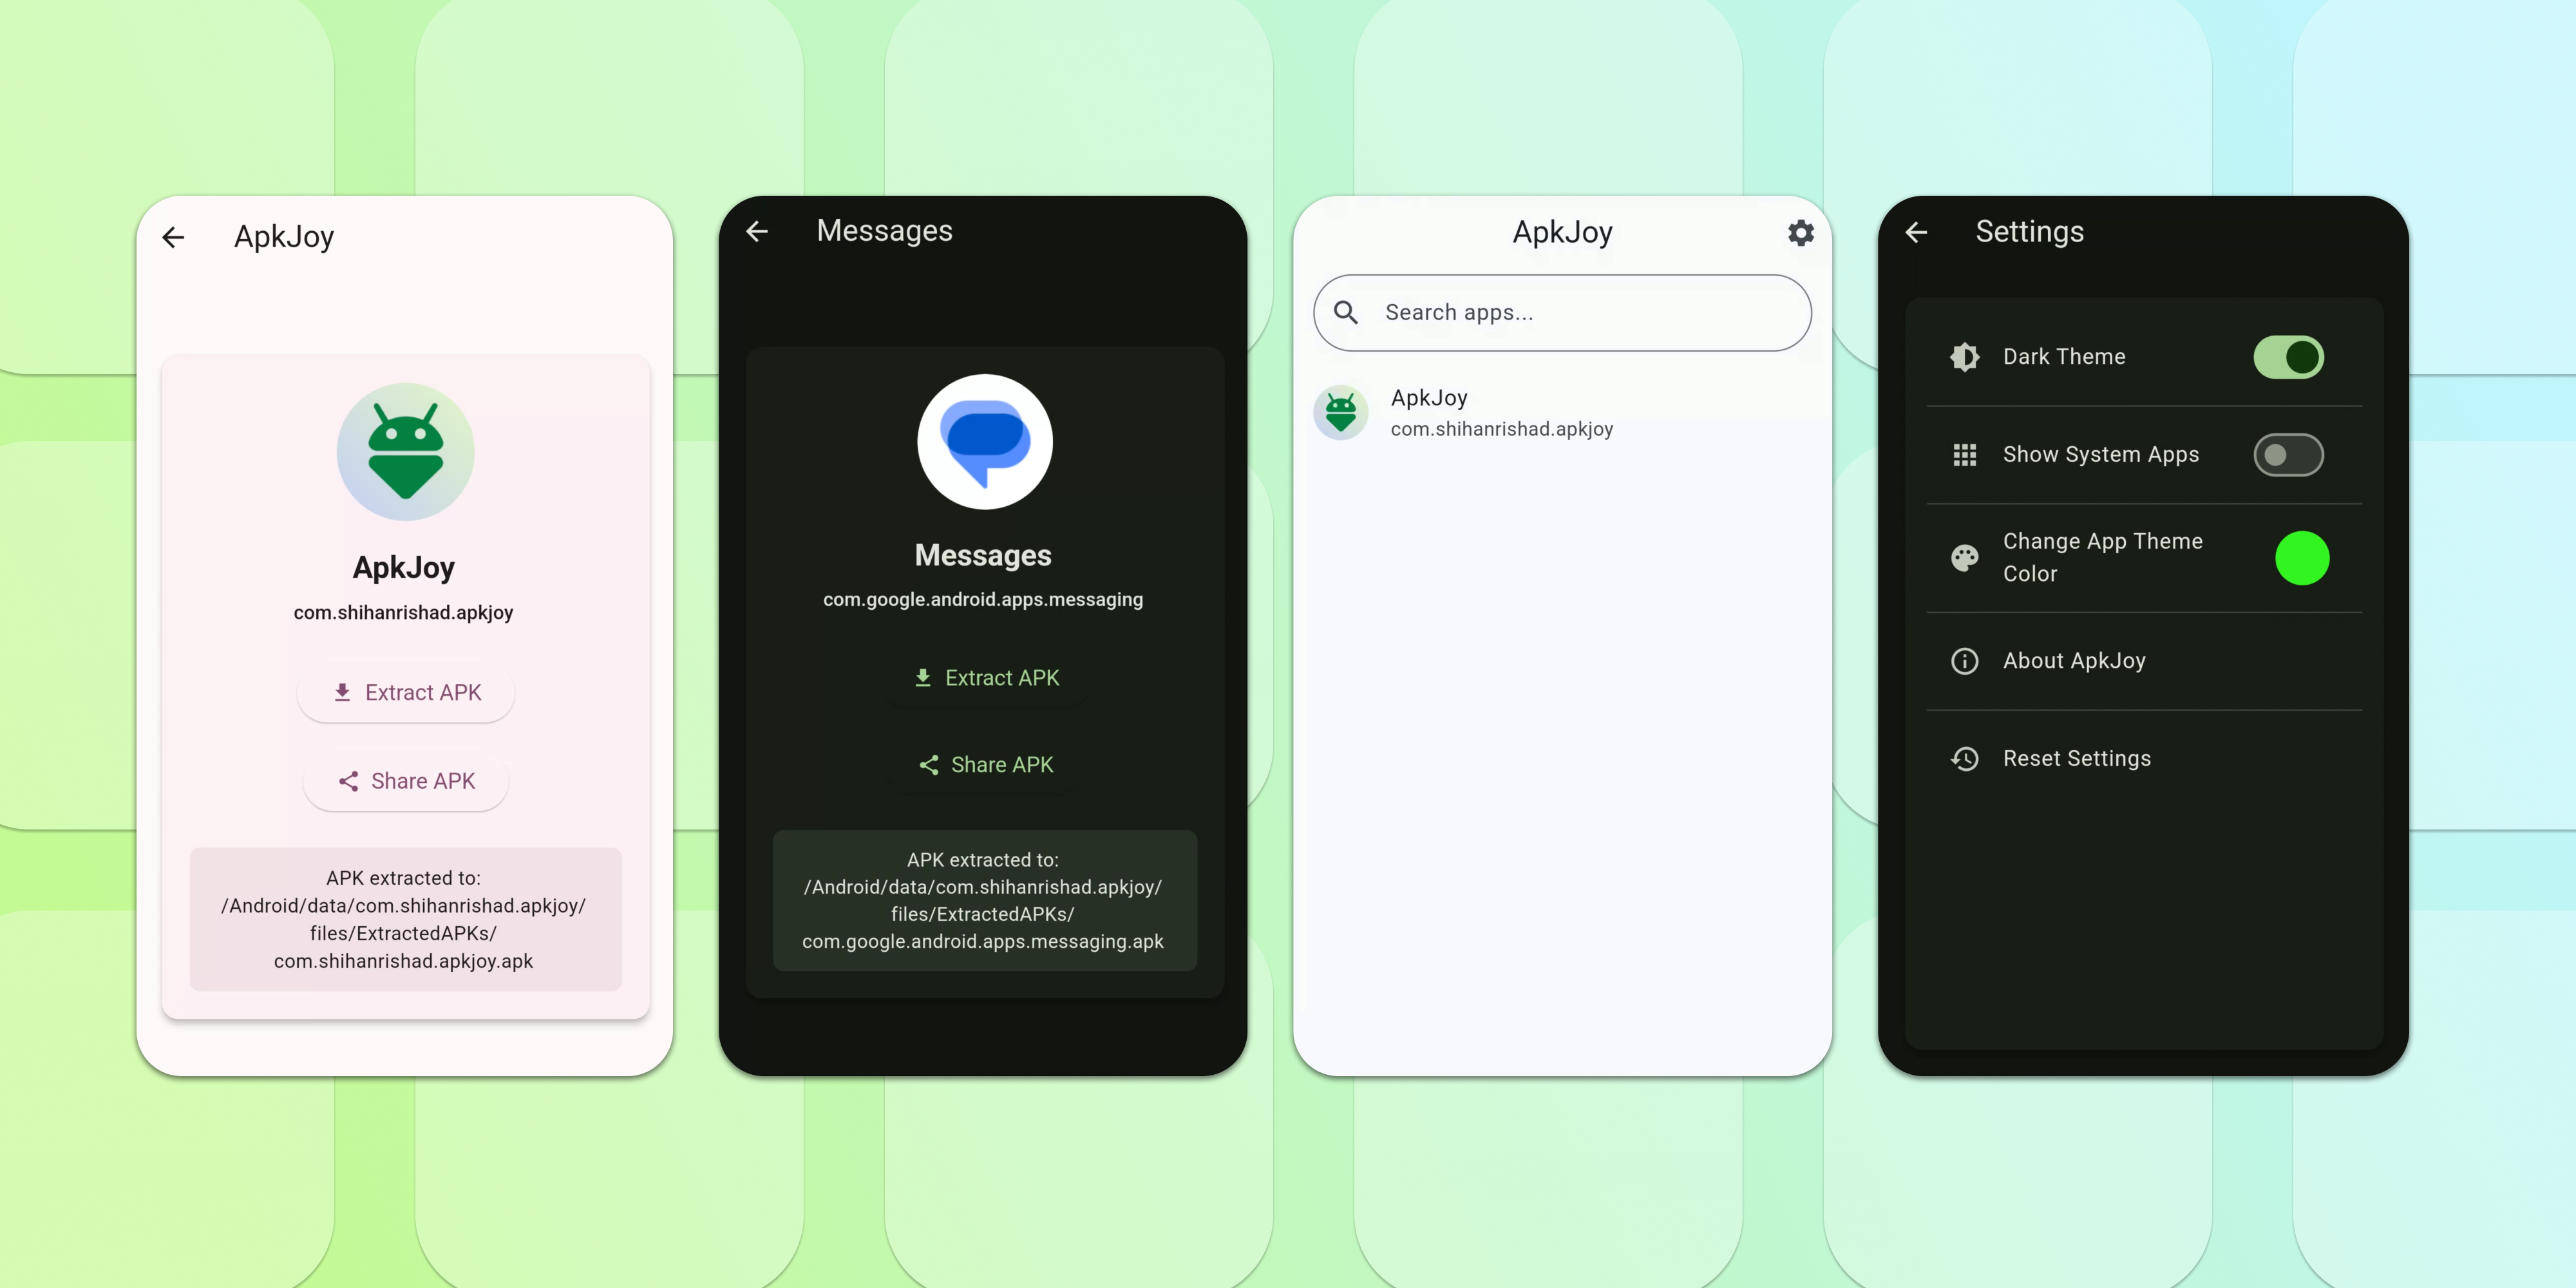 ApkJoy
ApkJoy
com.shihanrishad.apkjoy
Extract APK
Share APK
APK extracted to:
/Android/data/com.shihanrishad.apkjoy/
files/ExtractedAPKs/
com.shihanrishad.apkjoy.apk
Messages
Messages
com.google.android.apps.messaging
Extract APK
Share APK
APK extracted to:
/Android/data/com.shihanrishad.apkjoy/
files/ExtractedAPKs/
com.google.android.apps.messaging.apk
ApkJoy
Search apps...
ApkJoy
com.shihanrishad.apkjoy
Settings
Dark Theme
Show System Apps
Change App Theme
Color
About ApkJoy
Reset Settings